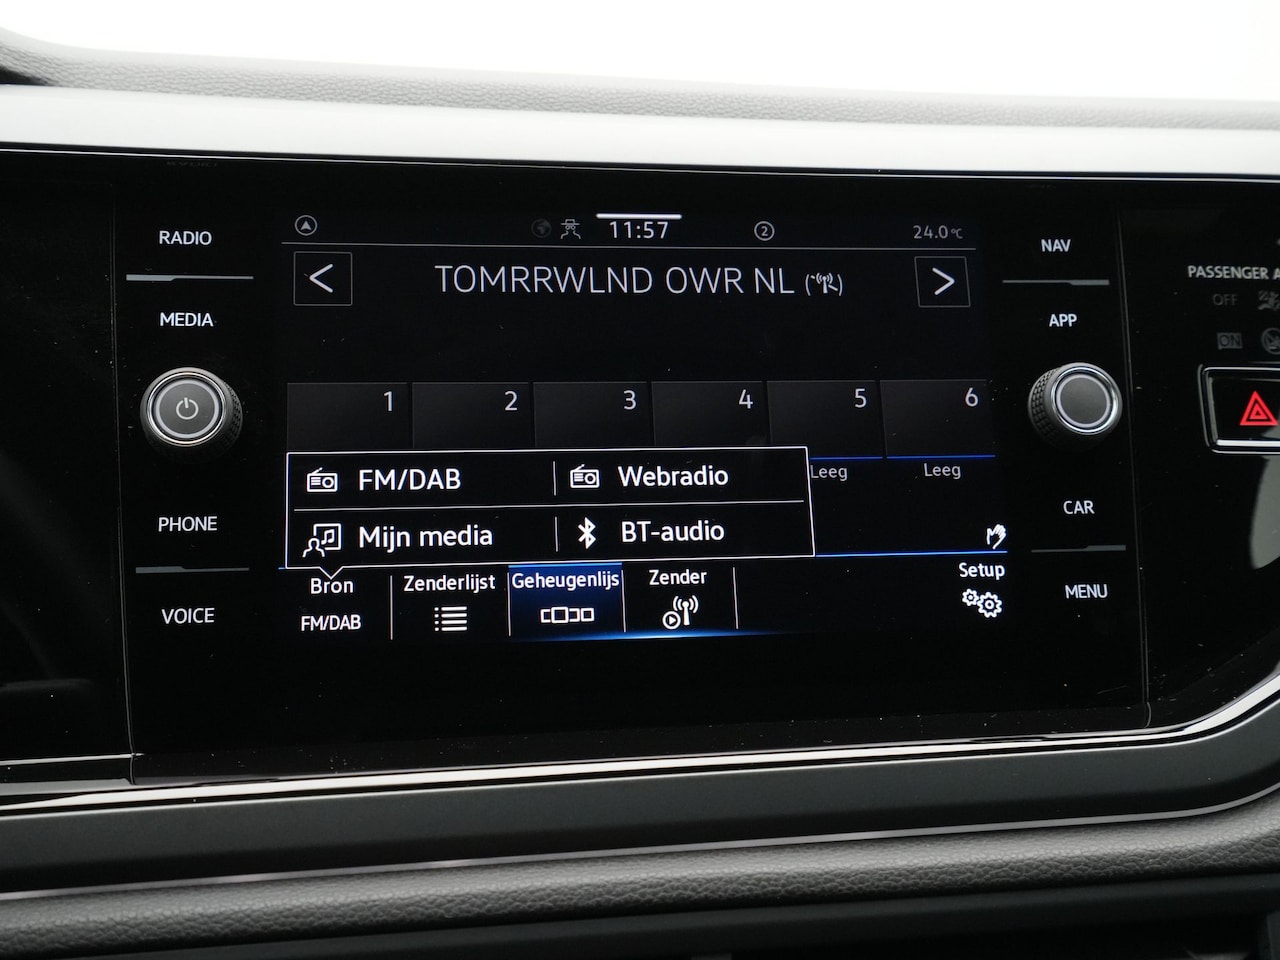 RADIO
MEDIA
PHONE
VOICE
11:57
2
24.0°C
<
TOMRRWLND OWR NL
>
1 2 3 4 5 6
Leeg Leeg
FM/DAB
Webradio
Mijn media
BT-audio
Bron
FM/DAB
Zenderlijst
Geheugenlijs
Zender
Setup
NAV
APP
CAR
MENU
PASSENGER A
OFF
ON